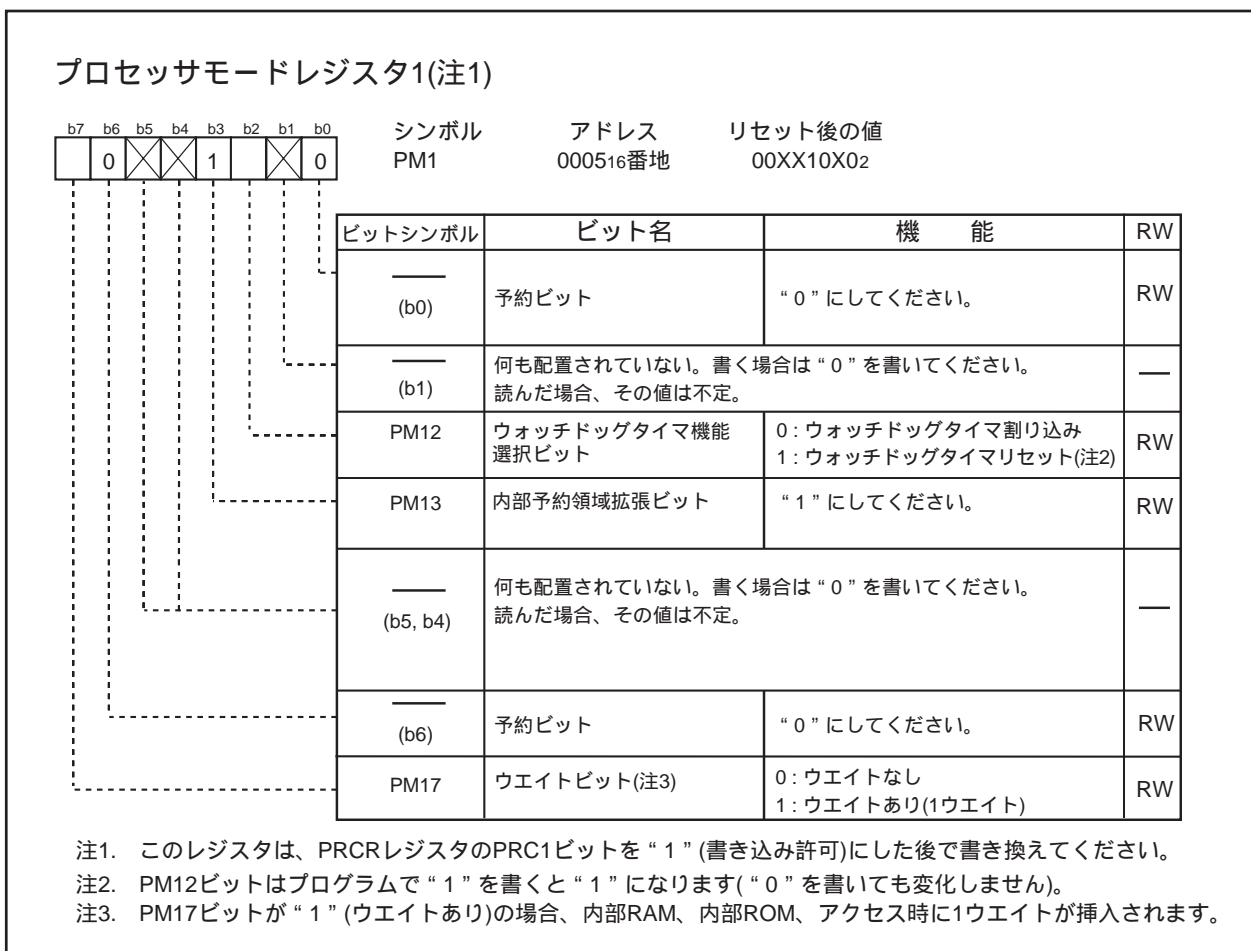 プロセッサモードレジスタ1(注1)
b7 b6 b5 b4 b3 b2 b1 b0
0 1 0
シンボル アドレス リセット後の値
PM1 000516番地 00XX10X02
ビットシンボル ビット名 機 能 RW
(b0) 予約ビット “ 0 ” にしてください。 RW
(b1) 何も配置されていない。書く場合は “ 0 ” を書いてください。
読んだ場合、その値は不定。
PM12 ウォッチドッグタイマ機能
選択ビット
0 : ウォッチドッグタイマ割り込み
1 : ウォッチドッグタイマリセット(注2)
RW
PM13 内部予約領域拡張ビット “ 1 ” にしてください。 RW
(b5, b4) 何も配置されていない。書く場合は “ 0 ” を書いてください。
読んだ場合、その値は不定。
(b6) 予約ビット “ 0 ” にしてください。 RW
PM17 ウエイトビット(注3)
0 : ウエイトなし
1 : ウエイトあり(1ウエイト)
RW
注1. このレジスタは、PRCRレジスタのPRC1ビットを “ 1 ” (書き込み許可)にした後で書き換えてください。
注2. PM12ビットはプログラムで “ 1 ” を書くと “ 1 ” になります( “ 0 ” を書いても変化しません)。
注3. PM17ビットが “ 1 ” (ウエイトあり)の場合、内部RAM、内部ROM、アクセス時に1ウエイトが挿入されます。